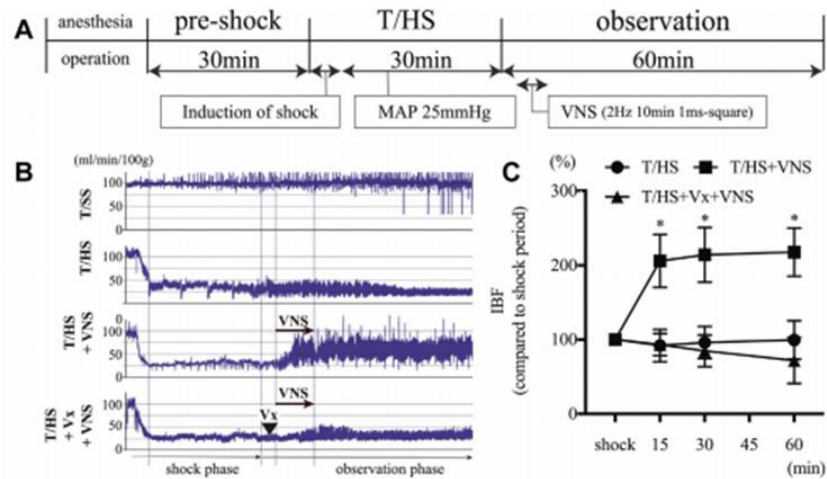 A
anesthesia pre-shock T/HS observation
operation 30min 30min 60min
Induction of shock MAP 25mmHg VNS (2Hz 10min 1ms-square)
B
(ml/min/100g)
T/SS
100
50
0
T/HS
100
50
0
T/HS
+ VNS
100
50
0
VNS
T/HS
+ Vx
+ VNS
100
50
0
Vx
VNS
shock phase observation phase
C
(%)
T/HS T/HS+VNS
T/HS+Vx+VNS
IBF
(compared to shock period)
300
200
100
0
* * *
shock 15 30 45 60
(min)